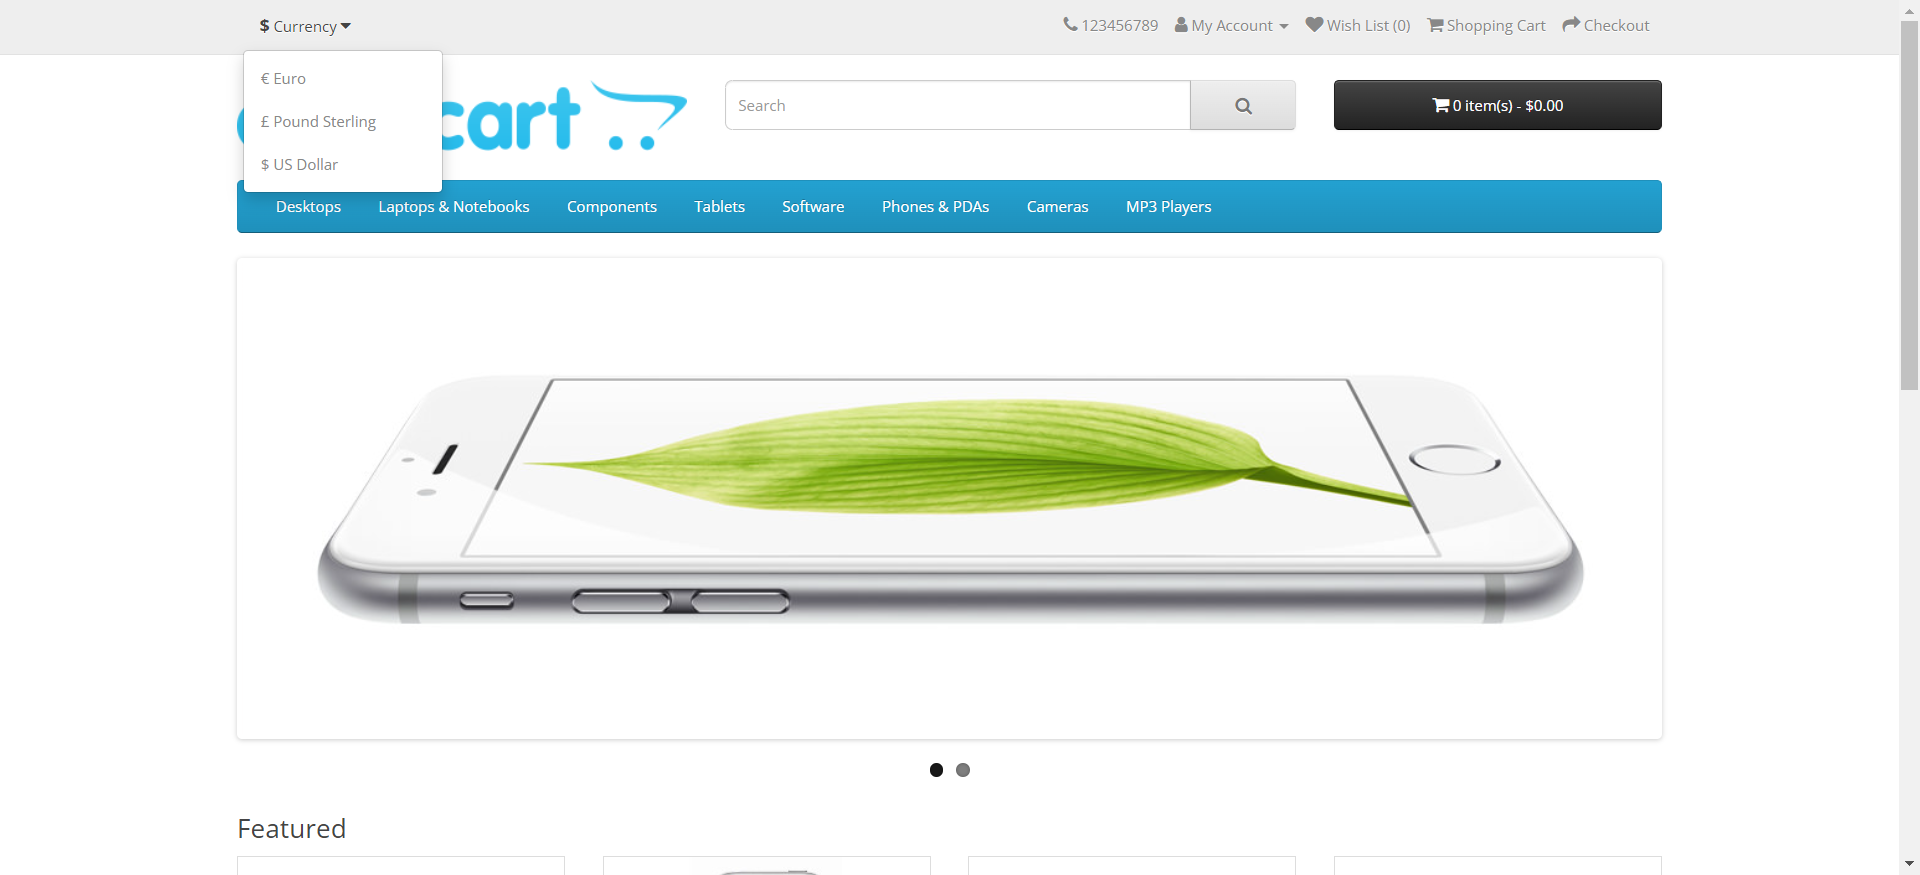 $ Currency
123456789 My Account Wish List (0) Shopping Cart Checkout
€ Euro
£ Pound Sterling
$ US Dollar
cart
Search
0 item(s) - $0.00
Desktops Laptops & Notebooks Components Tablets Software Phones & PDAs Cameras MP3 Players
Featured